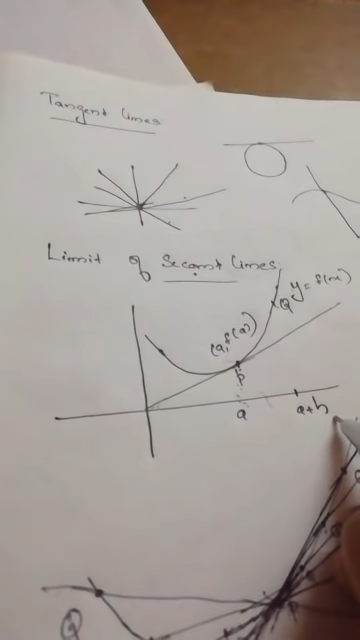 Tangent lines
Limit of Secant lines:
y = f(x)
Q
(a, f(a))
P
a
a+h
Q